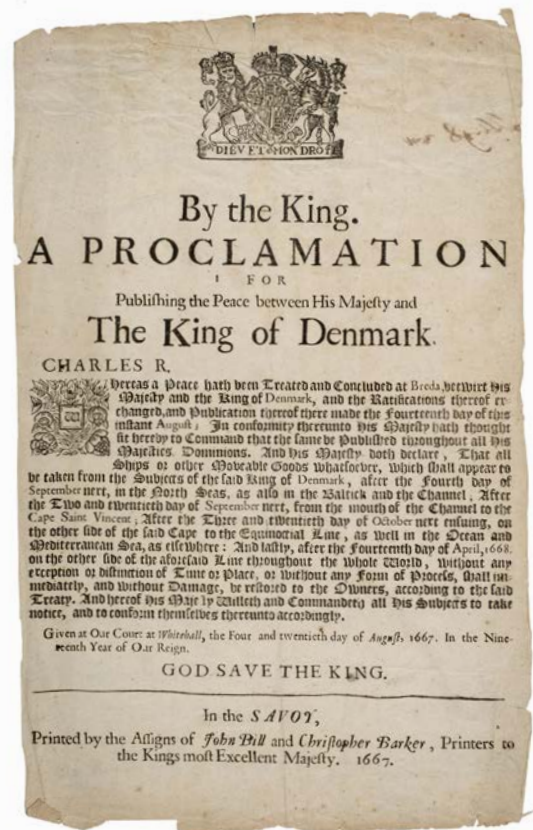 DIEV ET MON DROIT
By the King.
A PROCLAMATION
FOR
Publiſhing the Peace between His Majeſty and
The King of Denmark.
CHARLES R.
Whereas a Peace hath been Treated and Concluded at Breda, betwixt His
Majeſty and the King of Denmark, and the Ratifications thereof ex-
changed, and Publication thereof there made the Fourteenth day of this
inſtant Auguſt; In conformity thereunto His Majeſty hath thought
fit hereby to Command that the ſame be Publiſhed throughout all His
Majeſties Dominions. And His Majeſty doth declare, That all
Ships or other Moveable Goods whatſoever, which ſhall appear to
be taken from the Subjects of the ſaid King of Denmark, after the Fourth day of
September next, in the North Seas, as alſo in the Baltick and the Channel; After
the Two and twentieth day of September next, from the mouth of the Channel to the
Cape Saint Vincent; After the Three and twentieth day of October next enſuing, on
the other ſide of the ſaid Cape to the Equinoctial Line, as well in the Ocean and
Mediterranean Sea, as elſewhere: And laſtly, after the Fourteenth day of April, 1668.
on the other ſide of the aforeſaid Line throughout the whole World, without any
exception or diſtinction of Time or Place, or without any Form of Proceſs, ſhall im-
mediately, and without Damage, be reſtored to the Owners, according to the ſaid
Treaty. And hereof His Majeſty Willeth and Commandeth all His Subjects to take
notice, and to conform themſelves thereunto accordingly.
Given at Our Court at Whitehall, the Four and twentieth day of Auguſt, 1667. In the Nine-
teenth Year of Our Reign.
GOD SAVE THE KING.
In the SAVOY,
Printed by the Aſſigns of John Bill and Chriſtopher Barker, Printers to
the Kings moſt Excellent Majeſty. 1667.